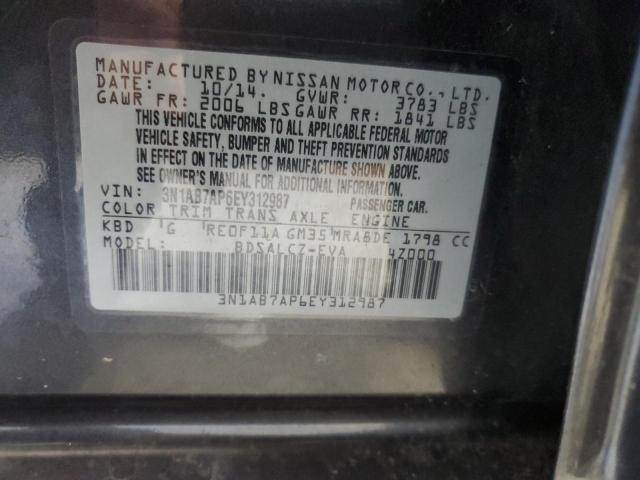 MANUFACTURED BY NISSAN MOTOR CO., LTD.
DATE: 10/14. GVWR: 3783 LBS
GAWR FR: 2006 LBS GAWR RR: 1841 LBS
THIS VEHICLE CONFORMS TO ALL APPLICABLE FEDERAL MOTOR
VEHICLE SAFETY, BUMPER AND THEFT PREVENTION STANDARDS
IN EFFECT ON THE DATE OF MANUFACTURE SHOWN ABOVE.
SEE OWNER'S MANUAL FOR ADDITIONAL INFORMATION.
VIN: 3N1AB7AP6EY312987 PASSENGER CAR.
COLOR TRIM TRANS AXLE ENGINE
KBD G RE0F11A GM35 MRA8DE 1798 CC
MODEL: BDSALCZ-EVA 4Z000
3N1AB7AP6EY312987